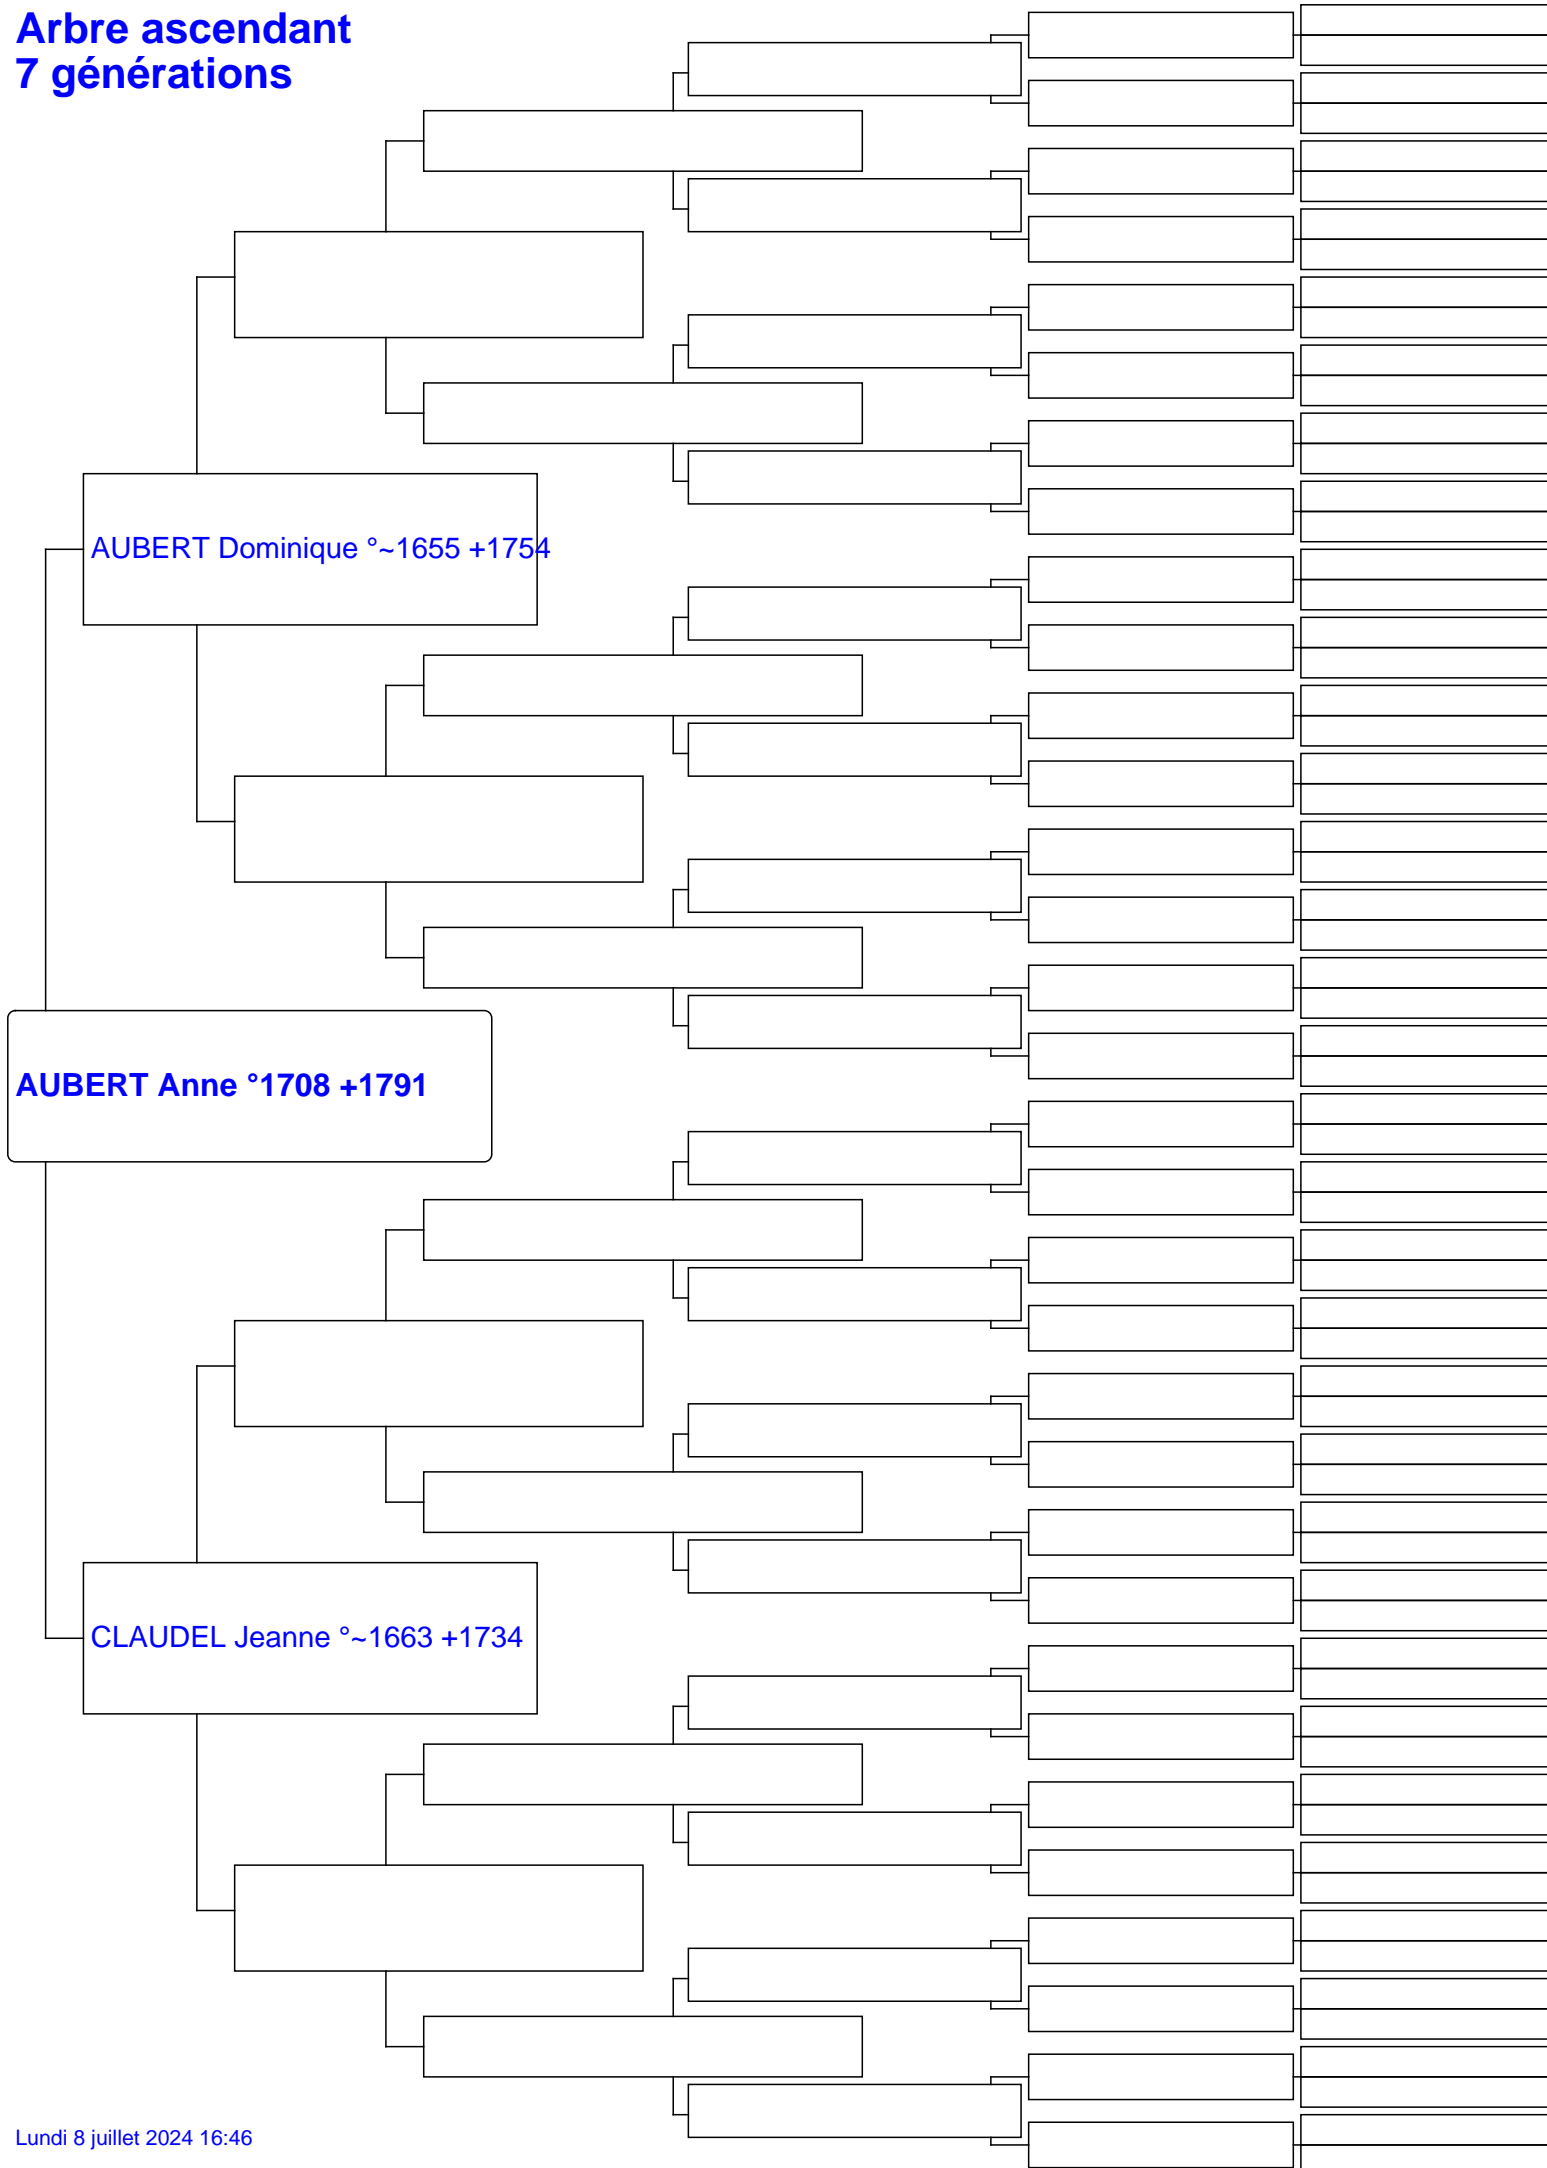 Arbre ascendant
7 générations
AUBERT Dominique °~1655 +1754
AUBERT Anne °1708 +1791
CLAUDEL Jeanne °~1663 +1734
Lundi 8 juillet 2024 16:46